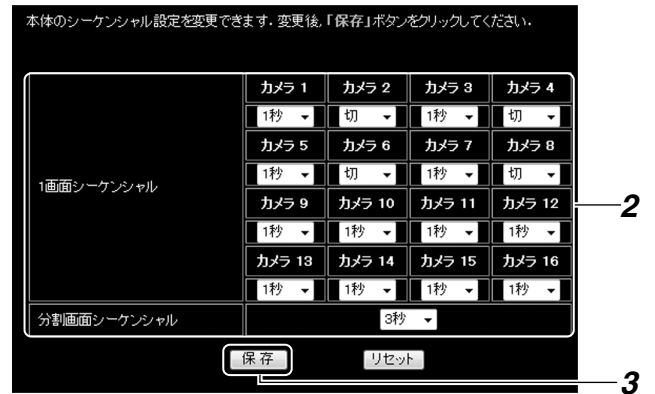 本体のシーケンシャル設定を変更できます．変更後，「保存」ボタンをクリックしてください．
カメラ 1 カメラ 2 カメラ 3 カメラ 4
1秒 切 1秒 切
カメラ 5 カメラ 6 カメラ 7 カメラ 8
1秒 切 1秒 切
1画面シーケンシャル
カメラ 9 カメラ 10 カメラ 11 カメラ 12
2
1秒 1秒 1秒 1秒
カメラ 13 カメラ 14 カメラ 15 カメラ 16
1秒 1秒 1秒 1秒
分割画面シーケンシャル 3秒
保存 リセット
3